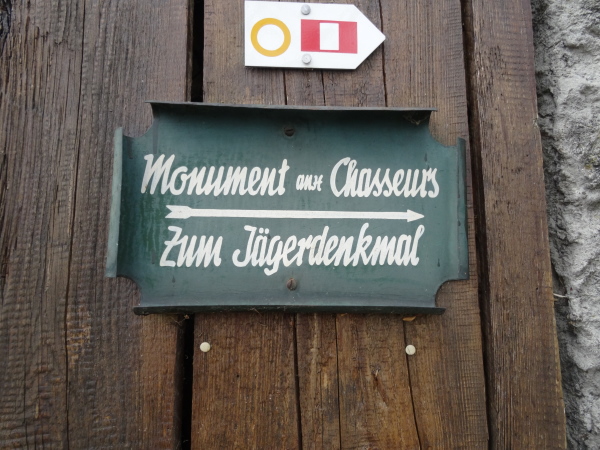 Monument aux Chasseurs
Zum Jägerdenkmal